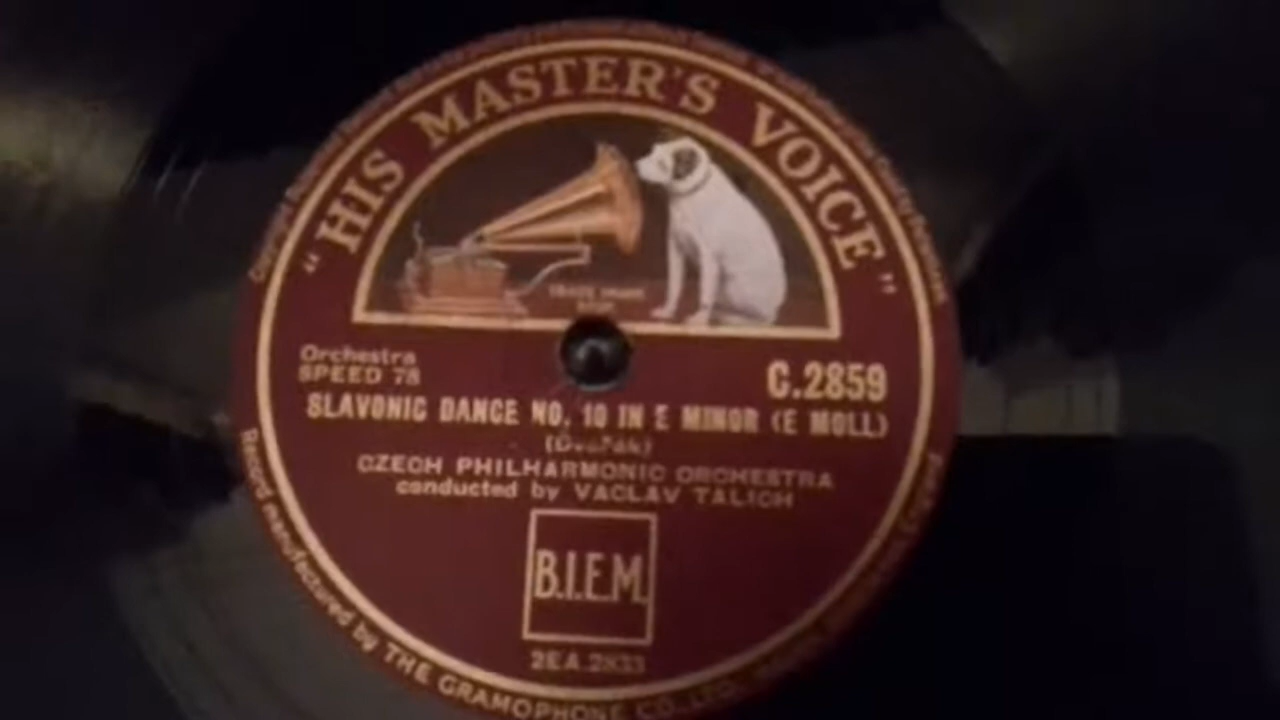 "HIS MASTER'S VOICE"
Orchestra
SPEED 78
C.2859
SLAVONIC DANCE NO. 10 IN E MINOR (E MOLL)
(Dvořák)
CZECH PHILHARMONIC ORCHESTRA
conducted by VACLAV TALICH
B.I.E.M.
2EA.2833
Record manufactured by THE GRAMOPHONE CO., LTD.,